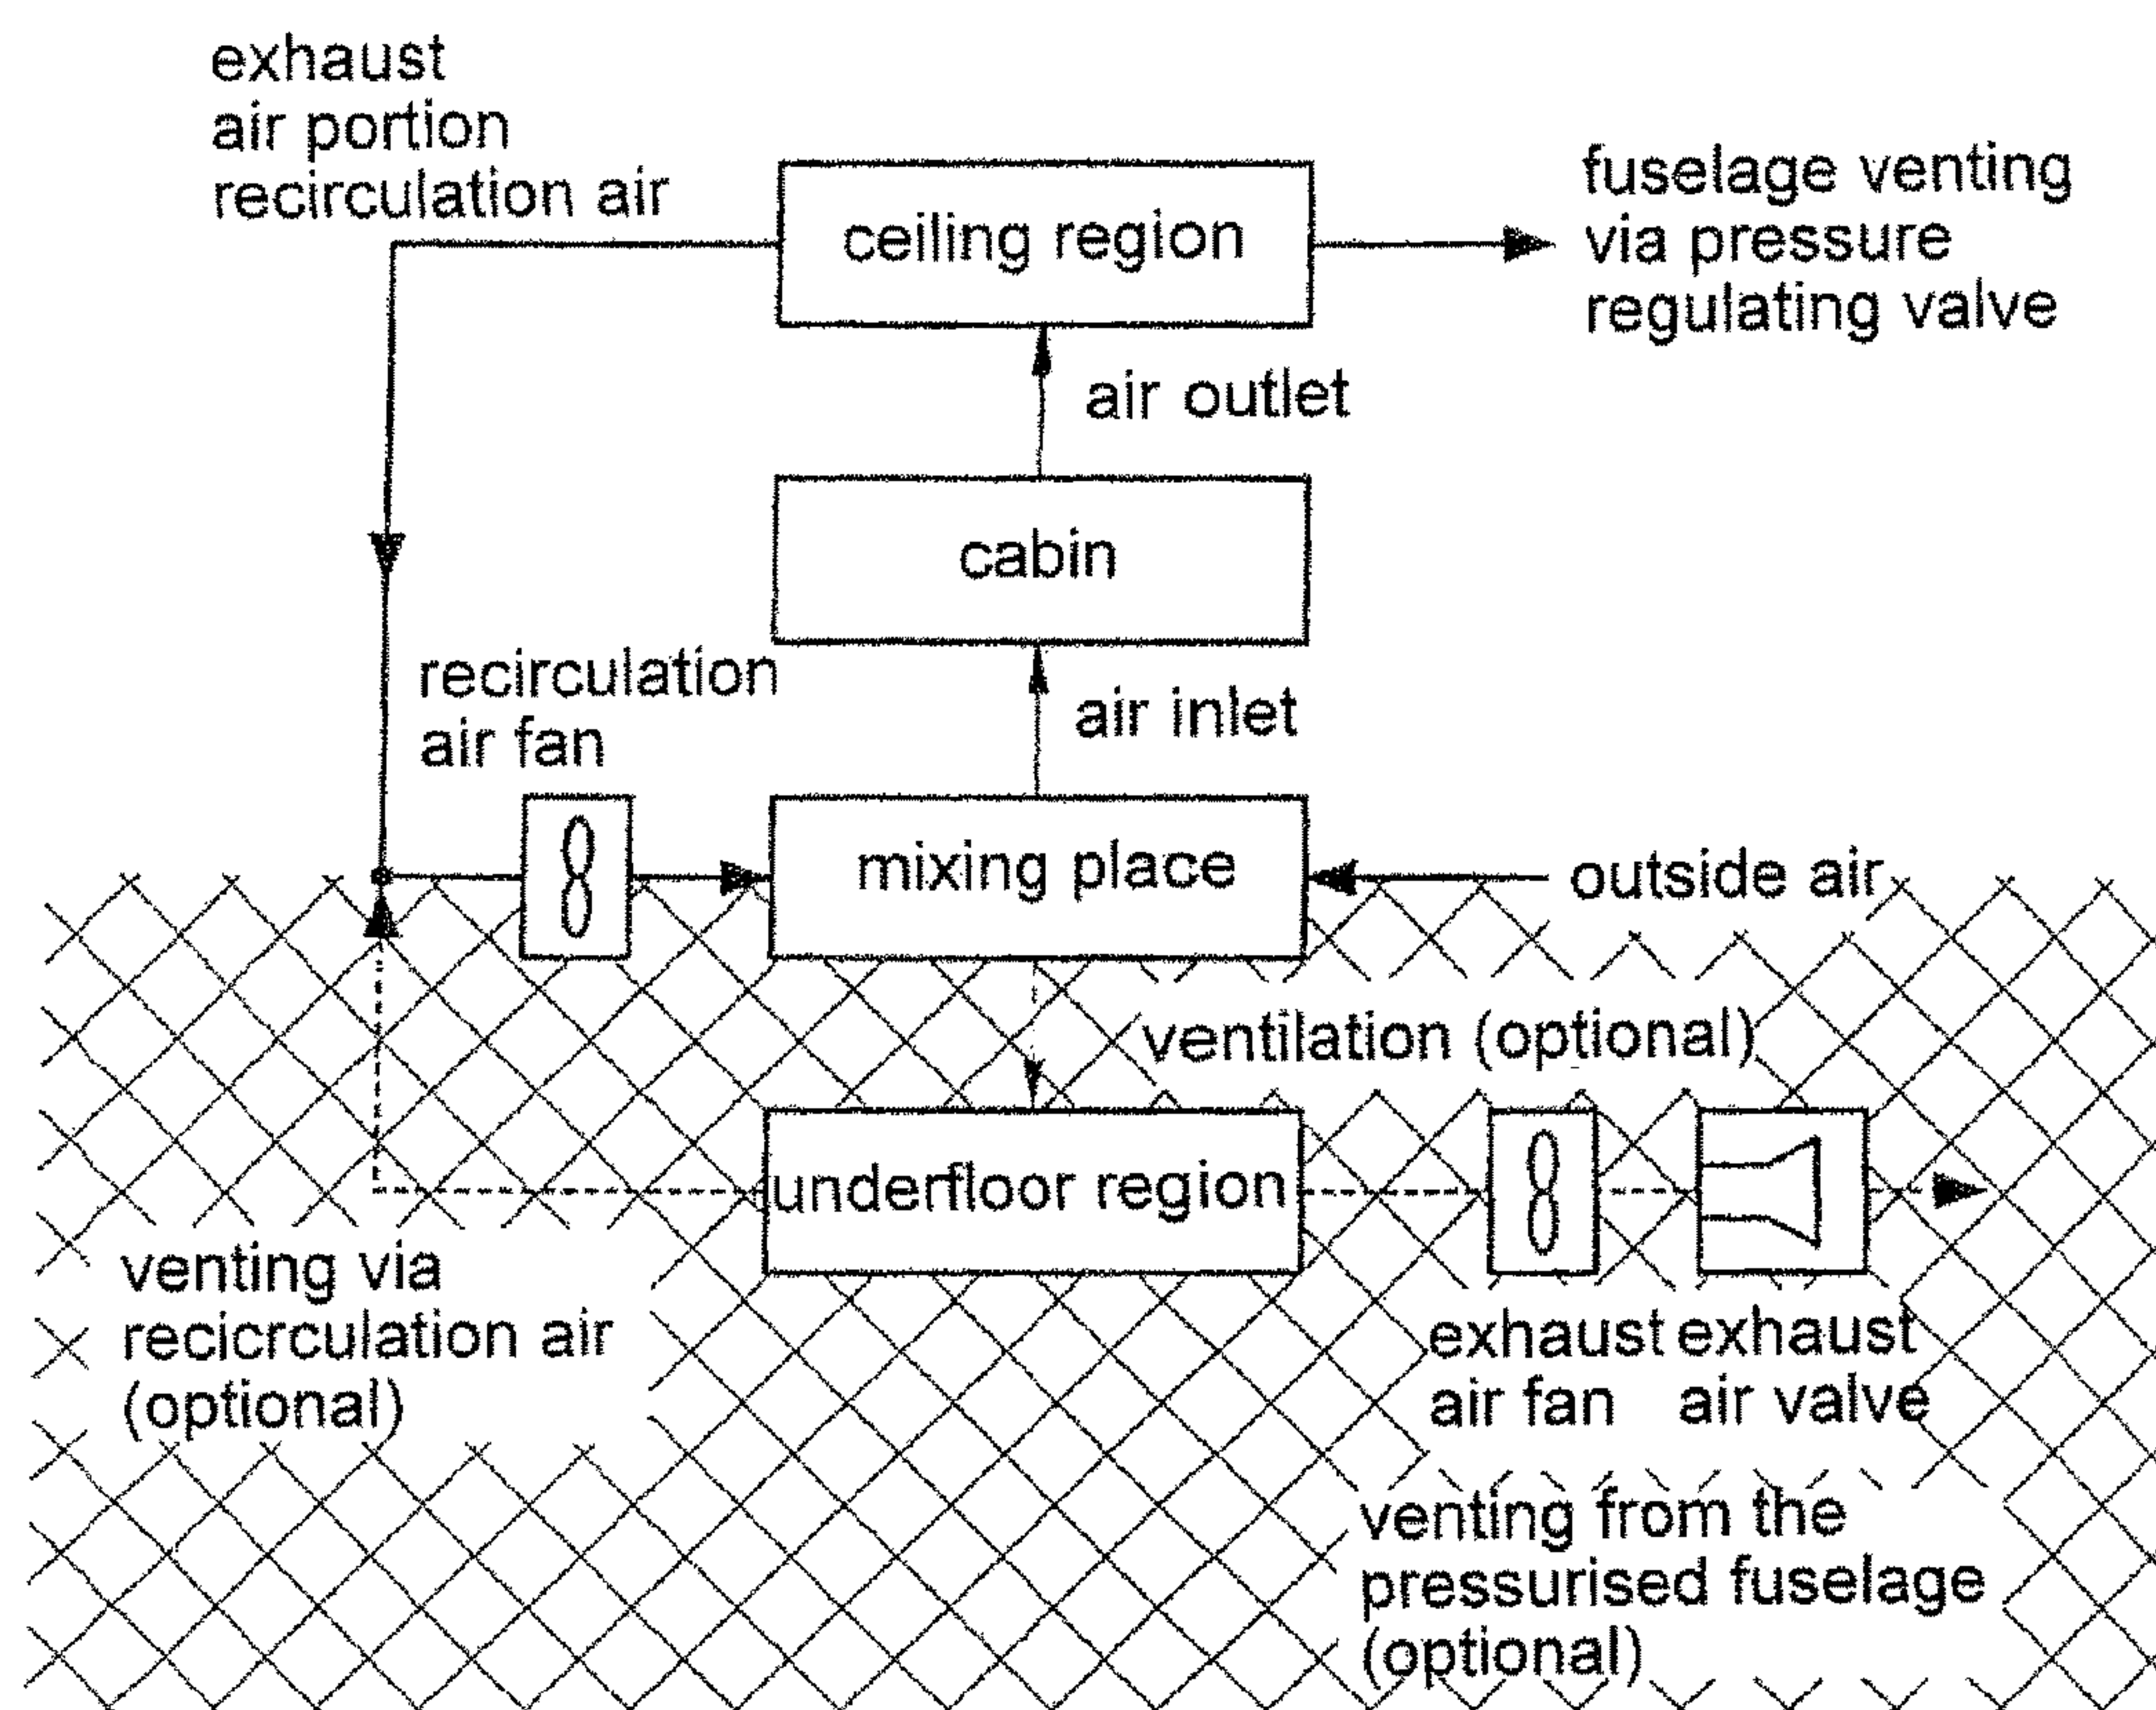 exhaust
air portion
recirculation air
ceiling region
fuselage venting
via pressure
regulating valve
air outlet
cabin
recirculation
air fan
air inlet
mixing place
outside air
ventilation (optional)
underfloor region
venting via
recicrculation air
(optional)
exhaust
air fan
exhaust
air valve
venting from the
pressurised fuselage
(optional)